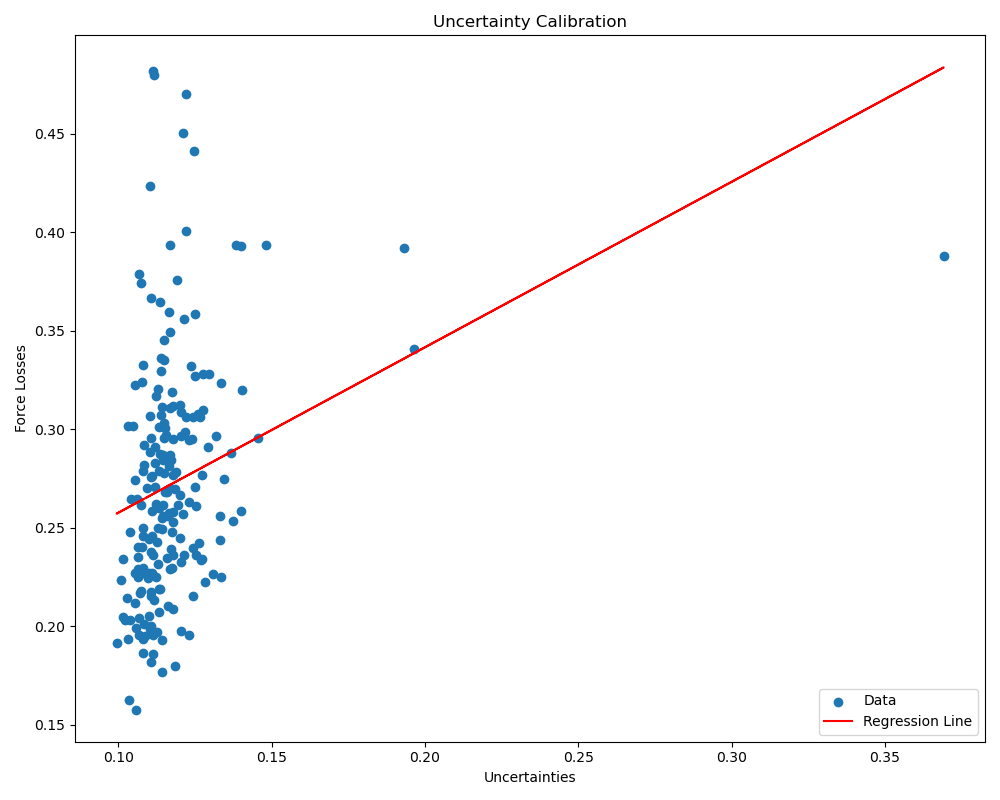 Uncertainty Calibration
Force Losses
0.45
0.40
0.35
0.30
0.25
0.20
0.15
0.10
0.15
0.20
0.25
0.30
0.35
Uncertainties
Data
Regression Line